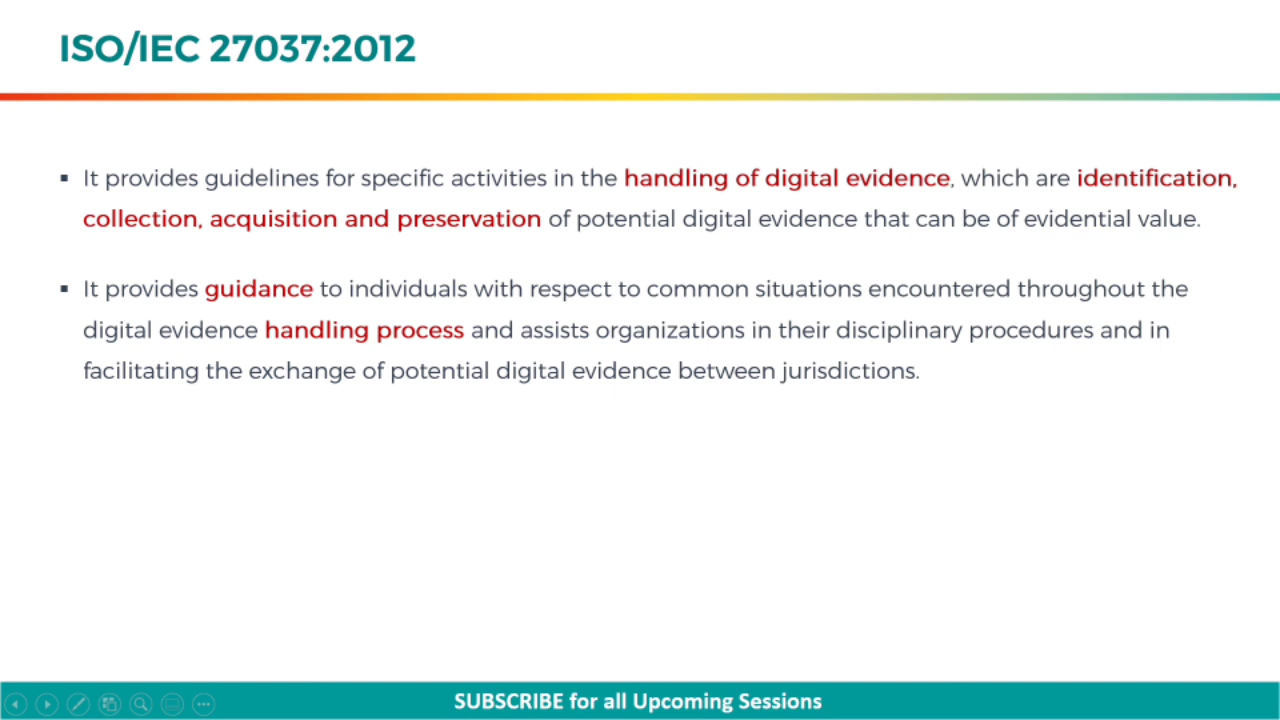 ISO/IEC 27037:2012
▪ It provides guidelines for specific activities in the handling of digital evidence, which are identification,
collection, acquisition and preservation of potential digital evidence that can be of evidential value.
▪ It provides guidance to individuals with respect to common situations encountered throughout the
digital evidence handling process and assists organizations in their disciplinary procedures and in
facilitating the exchange of potential digital evidence between jurisdictions.
SUBSCRIBE for all Upcoming Sessions